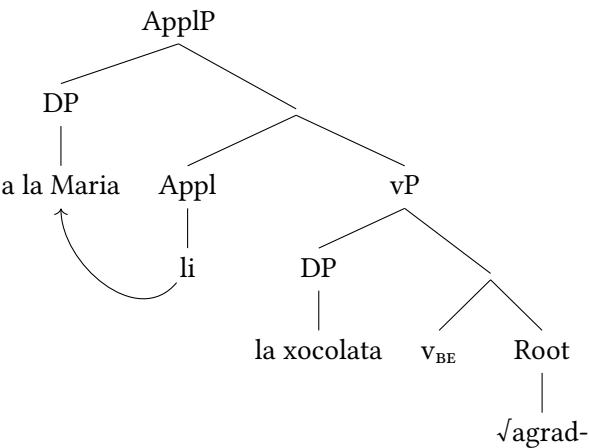 ApplP
DP
a la Maria Appl vP
li DP
la xocolata vBE Root
√agrad-